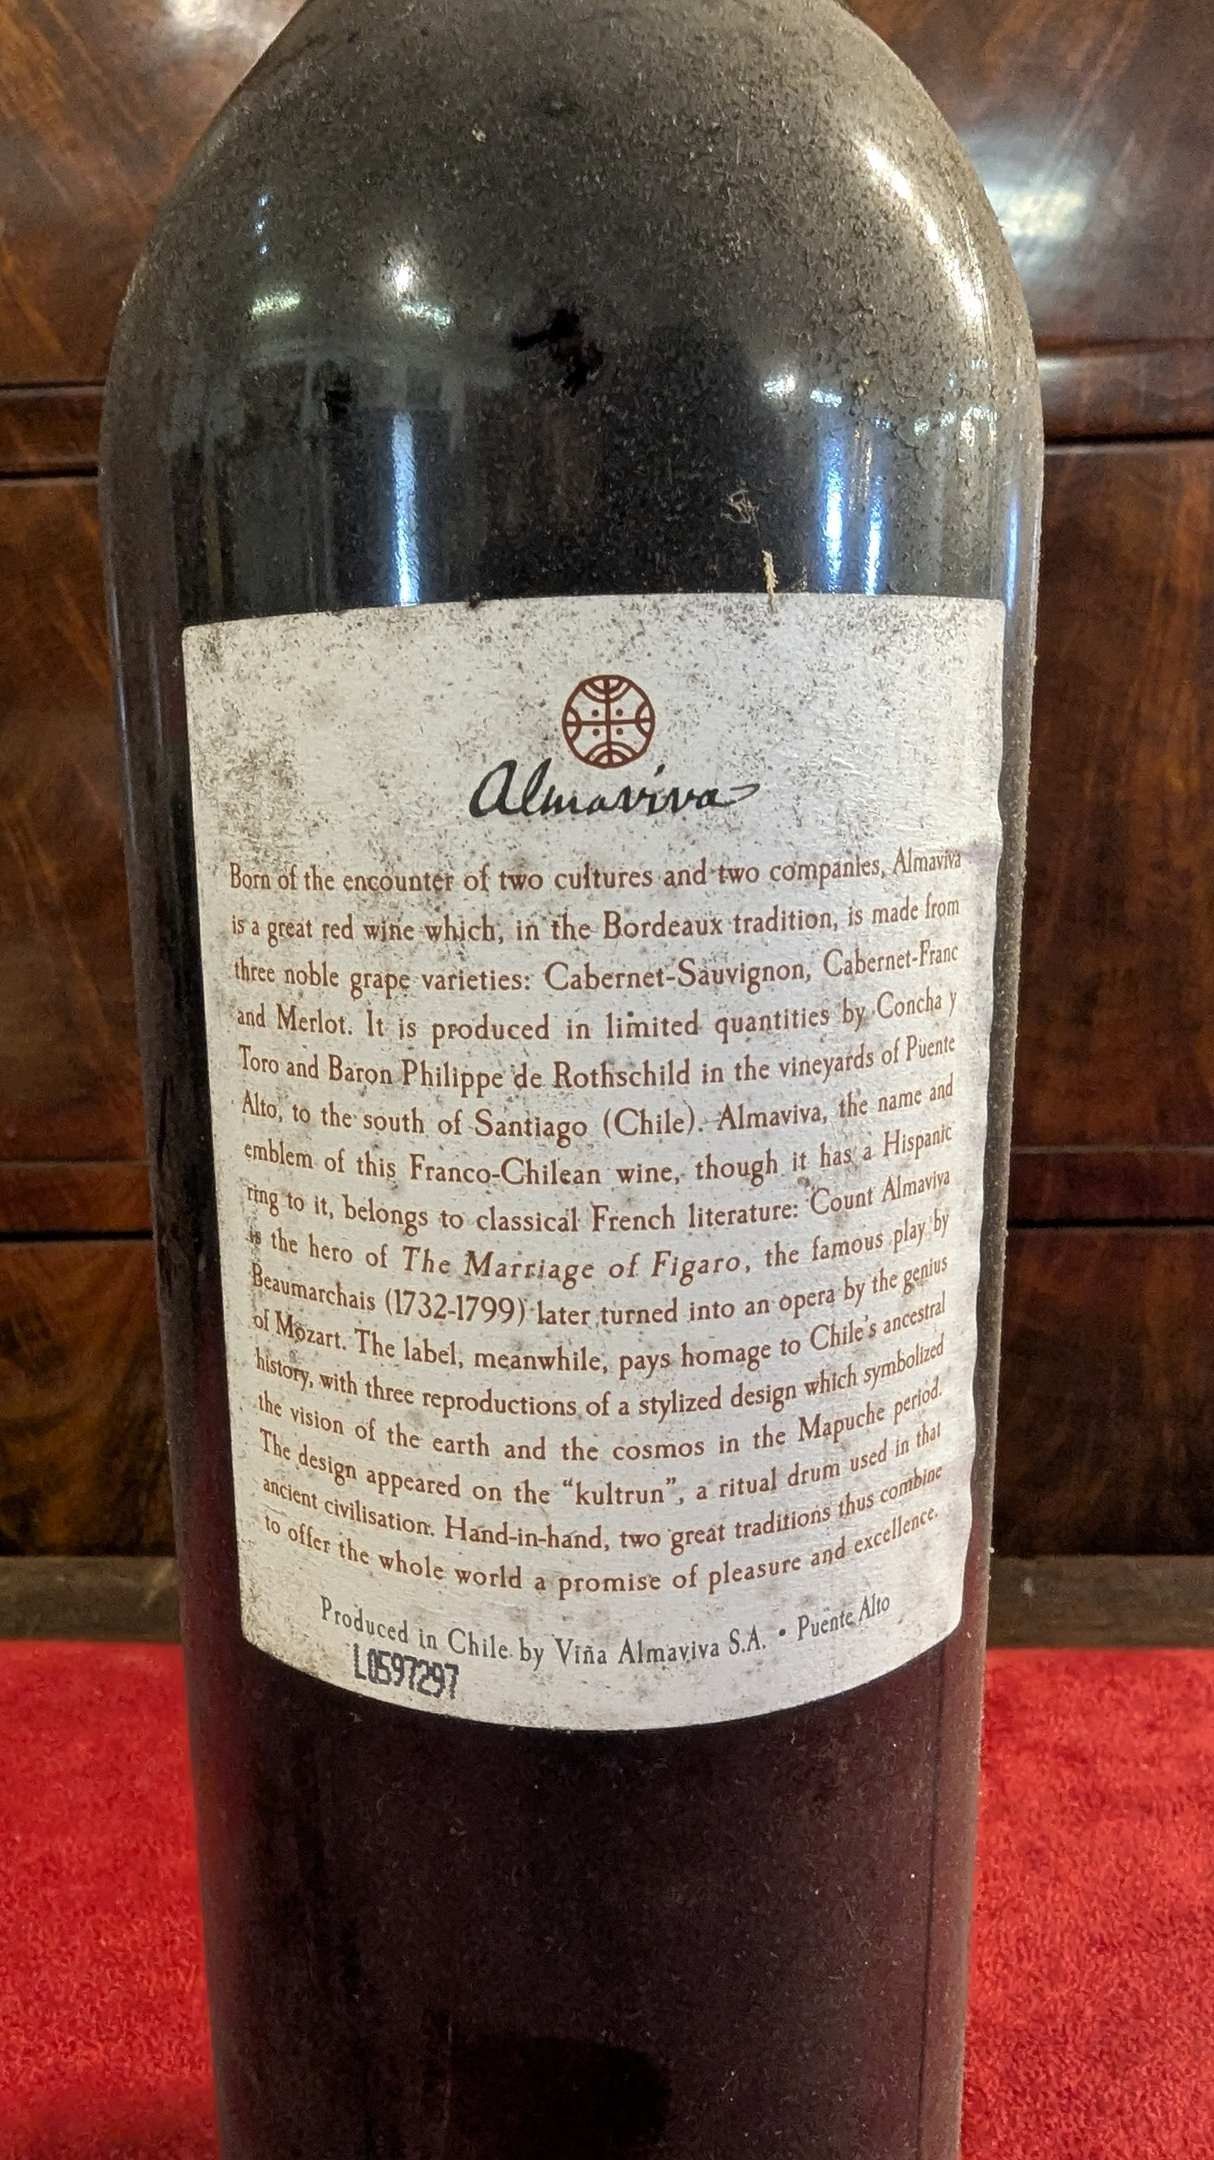 Almaviva
Born of the encounter of two cultures and two companies, Almaviva
is a great red wine which, in the Bordeaux tradition, is made from
three noble grape varieties: Cabernet-Sauvignon, Cabernet-Franc
and Merlot. It is produced in limited quantities by Concha y
Toro and Baron Philippe de Rothschild in the vineyards of Puente
Alto, to the south of Santiago (Chile). Almaviva, the name and
emblem of this Franco-Chilean wine, though it has a Hispanic
ring to it, belongs to classical French literature: Count Almaviva
is the hero of The Marriage of Figaro, the famous play by
Beaumarchais (1732-1799) later turned into an opera by the genius
of Mozart. The label, meanwhile, pays homage to Chile's ancestral
history, with three reproductions of a stylized design which symbolized
the vision of the earth and the cosmos in the Mapuche period.
The design appeared on the “kultrun”, a ritual drum used in that
ancient civilisation. Hand-in-hand, two great traditions thus combine
to offer the whole world a promise of pleasure and excellence.
Produced in Chile by Viña Almaviva S.A. • Puente Alto
L0597297